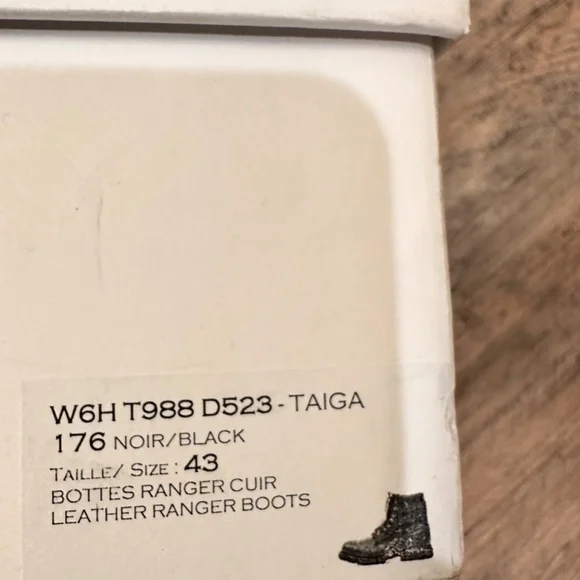 W6H T988 D523 - TAIGA
176 NOIR/BLACK
TAILLE/ SIZE : 43
BOTTES RANGER CUIR
LEATHER RANGER BOOTS